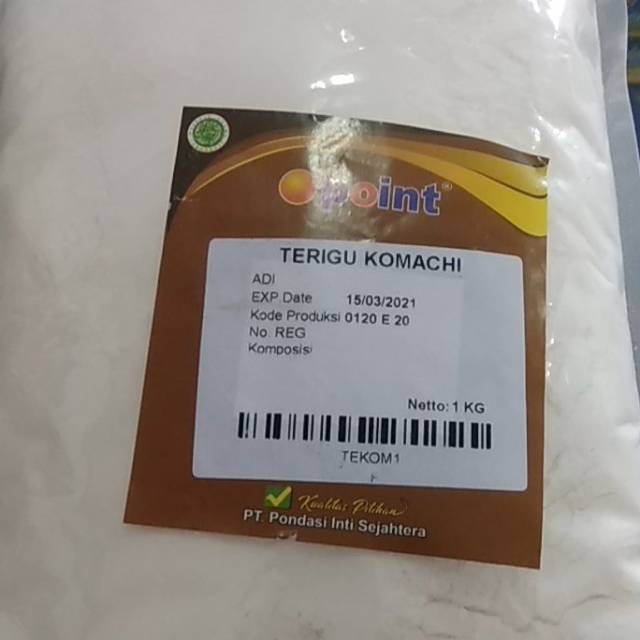 point
TERIGU KOMACHI
ADI
EXP.Date 15/03/2021
Kode Produksi 0120 E 20
No. REG
Komposisi
Netto: 1 KG
TEKOM1
Kualitas Pilihan
PT. Pondasi Inti Sejahtera